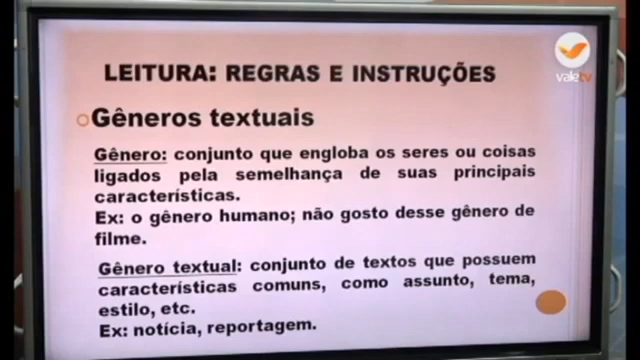 vale tv
LEITURA: REGRAS E INSTRUÇÕES
Gêneros textuais
Gênero: conjunto que engloba os seres ou coisas
ligados pela semelhança de suas principais
características.
Ex: o gênero humano; não gosto desse gênero de
filme.
Gênero textual: conjunto de textos que possuem
características comuns, como assunto, tema,
estilo, etc.
Ex: notícia, reportagem.